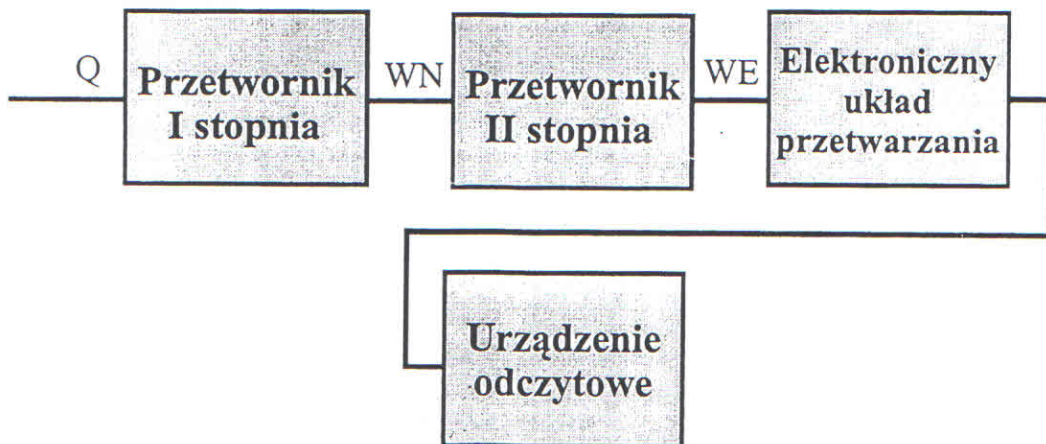 Q
Przetwornik
I stopnia
WN
Przetwornik
II stopnia
WE
Elektroniczny
układ
przetwarzania
Urządzenie
odczytowe